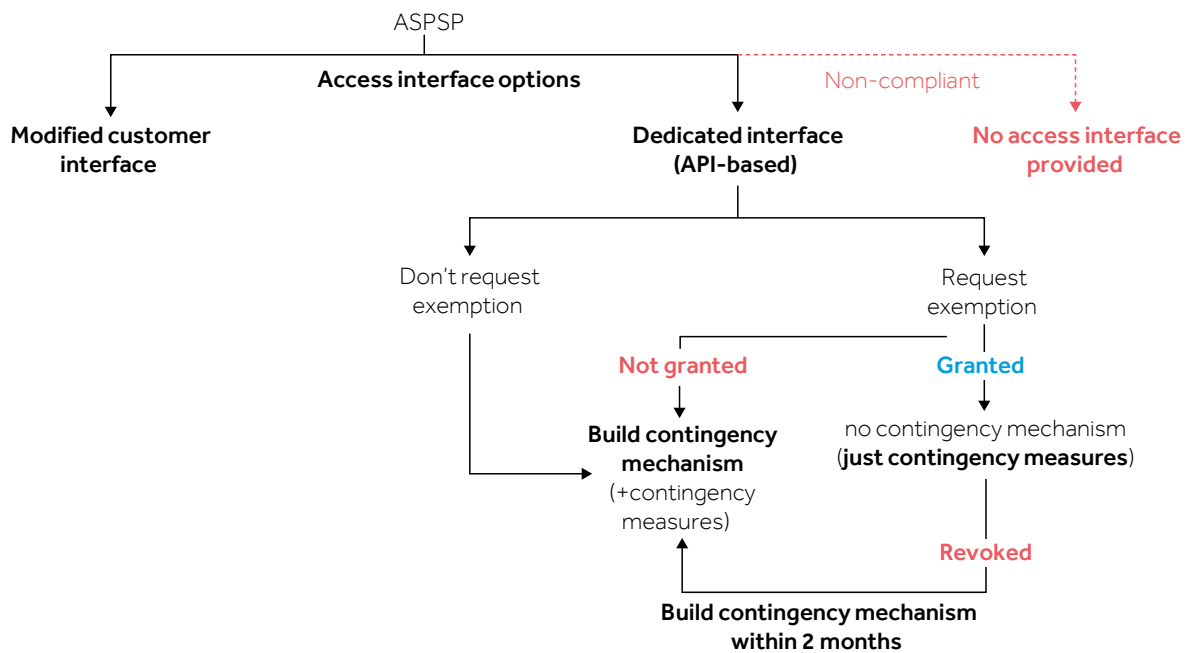 ASPSP
Access interface options
Non-compliant
Modified customer
interface
Dedicated interface
(API-based)
No access interface
provided
Don't request
exemption
Request
exemption
Not granted
Granted
Build contingency
mechanism
(+contingency
measures)
no contingency mechanism
(just contingency measures)
Revoked
Build contingency mechanism
within 2 months